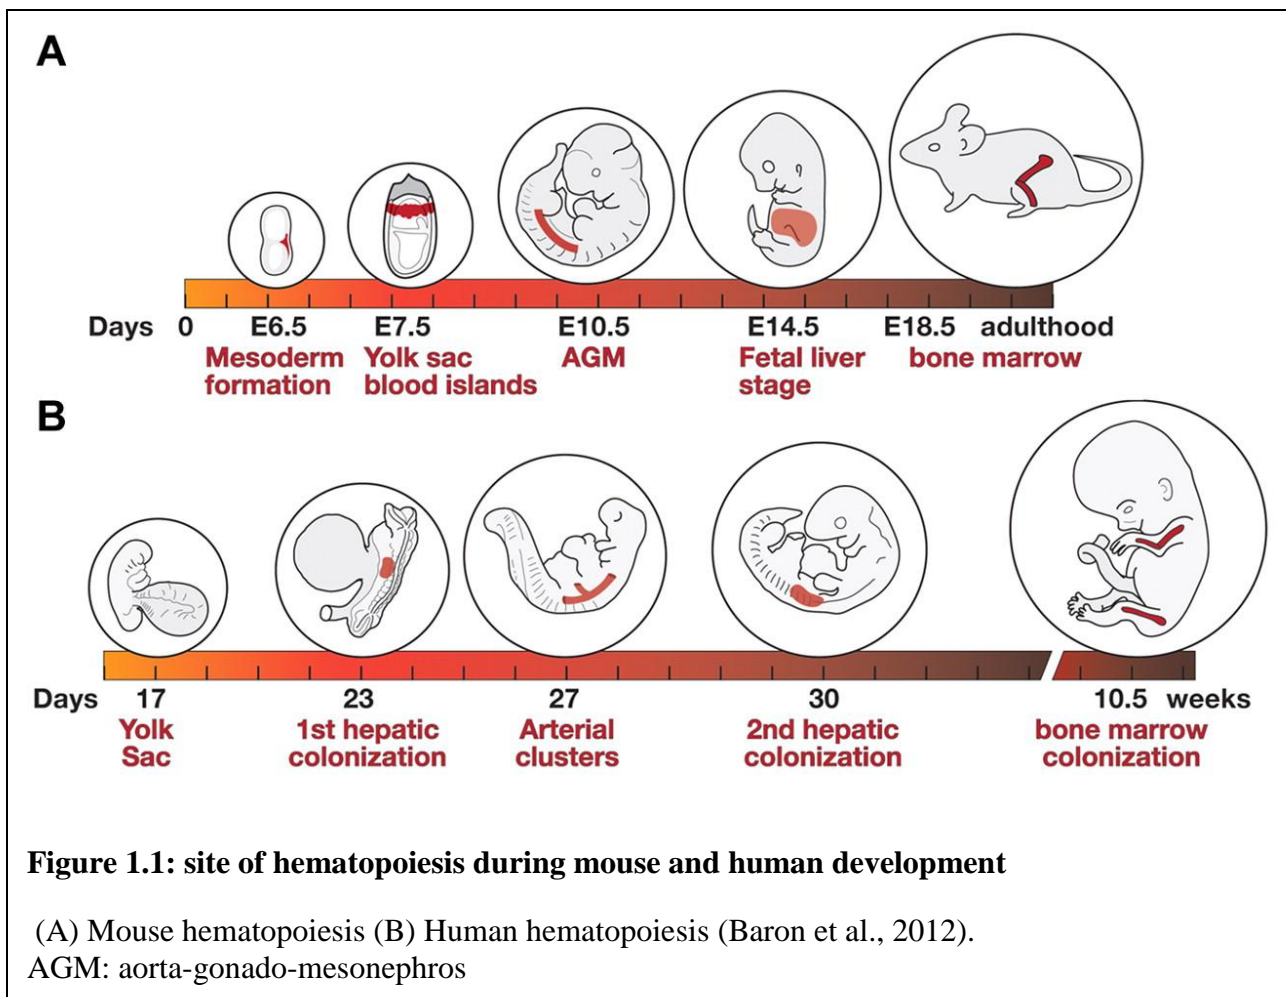 A
Days 0 E6.5 E7.5 E10.5 E14.5 E18.5 adulthood
Mesoderm formation
Yolk sac blood islands
AGM
Fetal liver stage
bone marrow
B
Days 17 23 27 30 10.5 weeks
Yolk Sac
1st hepatic colonization
Arterial clusters
2nd hepatic colonization
bone marrow colonization
Figure 1.1: site of hematopoiesis during mouse and human development
(A) Mouse hematopoiesis (B) Human hematopoiesis (Baron et al., 2012).
AGM: aorta-gonado-mesonephros